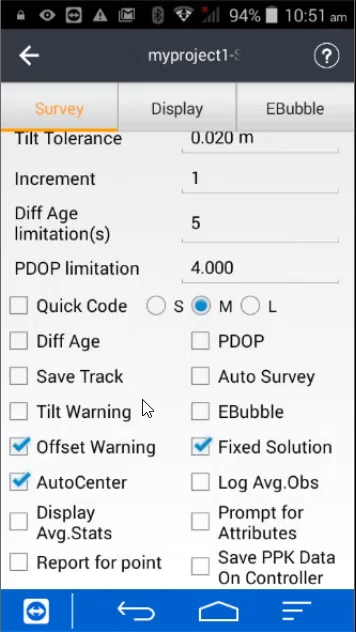 94% 10:51 am
myproject1-S
Survey Display EBubble
Tilt Tolerance 0.020 m
Increment 1
Diff Age
limitation(s) 5
PDOP limitation 4.000
Quick Code S M L
Diff Age PDOP
Save Track Auto Survey
Tilt Warning EBubble
Offset Warning Fixed Solution
AutoCenter Log Avg.Obs
Display
Avg.Stats
Prompt for
Attributes
Report for point
Save PPK Data
On Controller